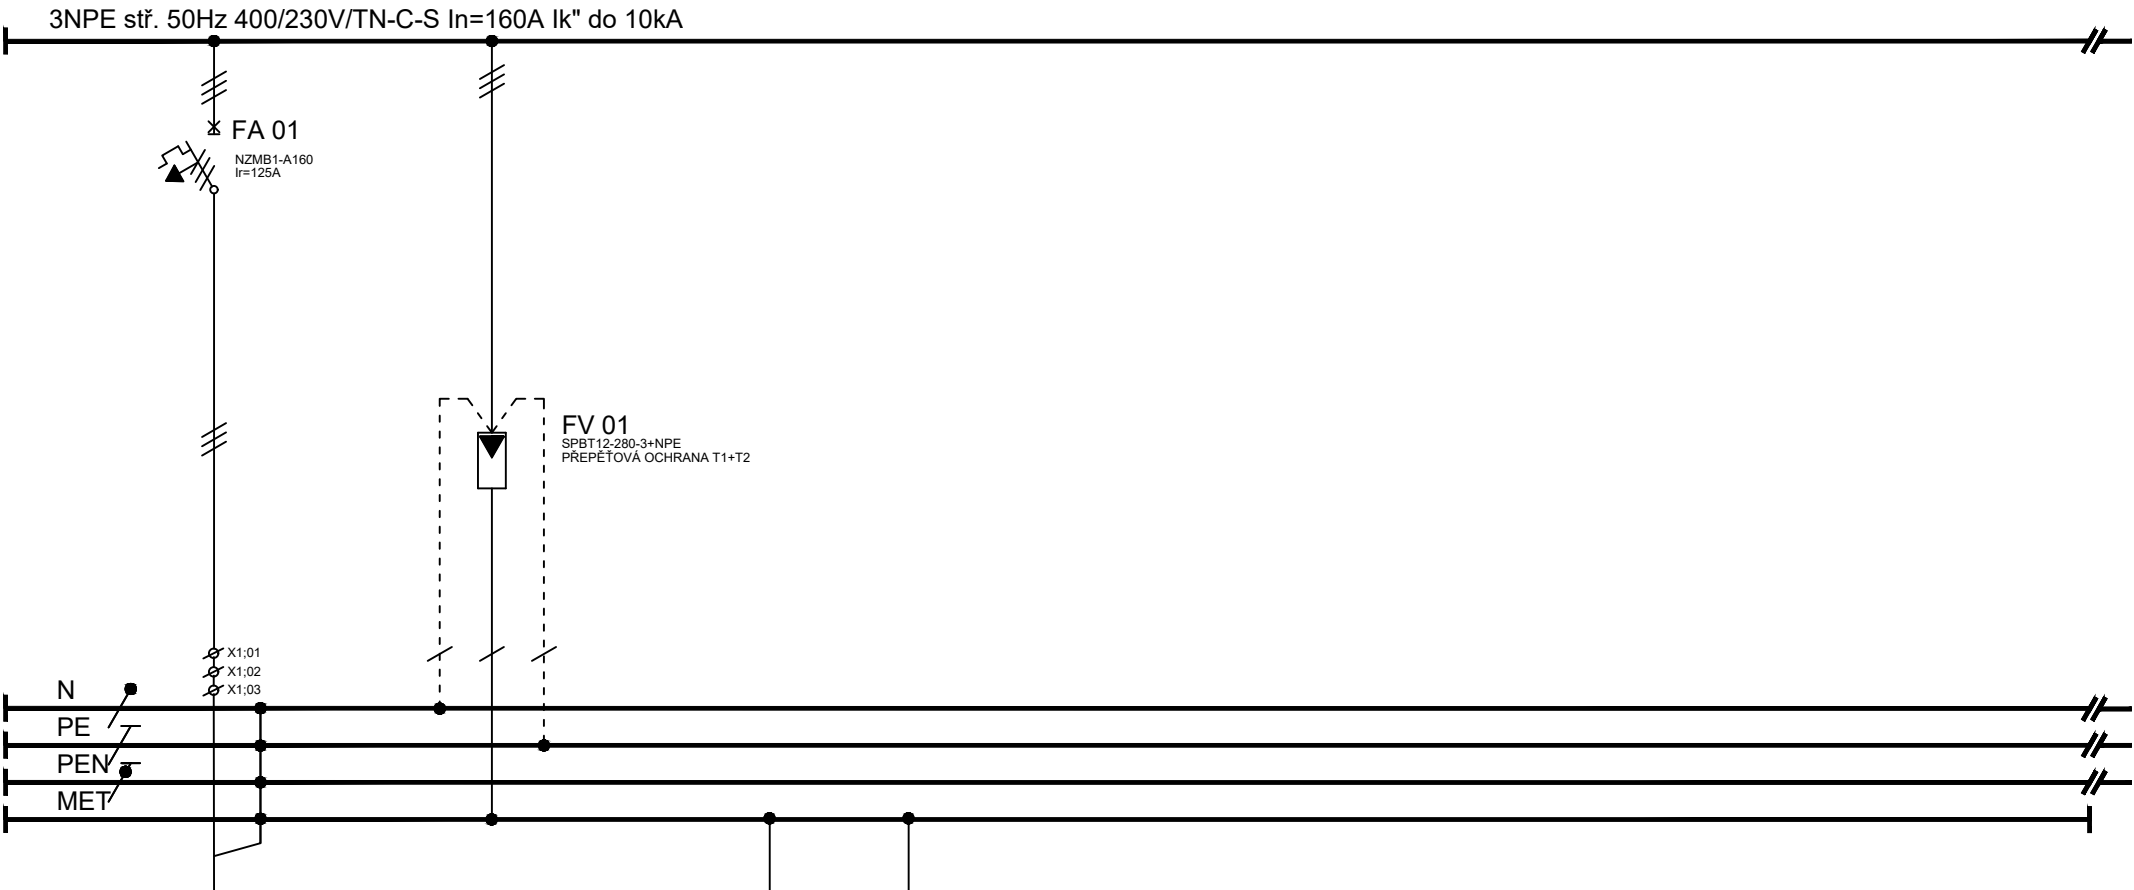 3NPE stř. 50Hz 400/230V/TN-C-S In=160A Ik" do 10kA
FA 01
NZMB1-A160
Ir=125A
FV 01
SPBT12-280-3+NPE
PŘEPĚŤOVÁ OCHRANA T1+T2
X1;01
X1;02
X1;03
N
PE
PEN
MET